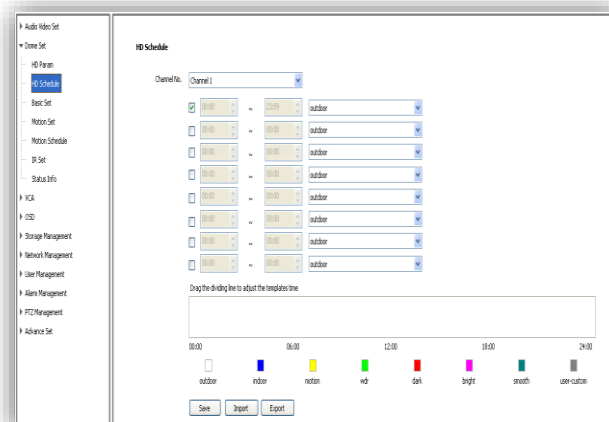 Audio Video Set
Dome Set
HD Param
HD Schedule
Basic Set
Motion Set
Motion Schedule
IR Set
Status Info
VCA
OSD
Storage Management
Network Management
User Management
Alarm Management
PTZ Management
Advance Set
HD Schedule
Channel No. Channel 1
00:00 ~ 23:59 outdoor
00:00 ~ 00:00 outdoor
00:00 ~ 00:00 outdoor
00:00 ~ 00:00 outdoor
00:00 ~ 00:00 outdoor
00:00 ~ 00:00 outdoor
00:00 ~ 00:00 outdoor
00:00 ~ 00:00 outdoor
Drag the dividing line to adjust the templates time
00:00 06:00 12:00 18:00 24:00
outdoor indoor motion wdr dark bright smooth user-custom
Save Import Export